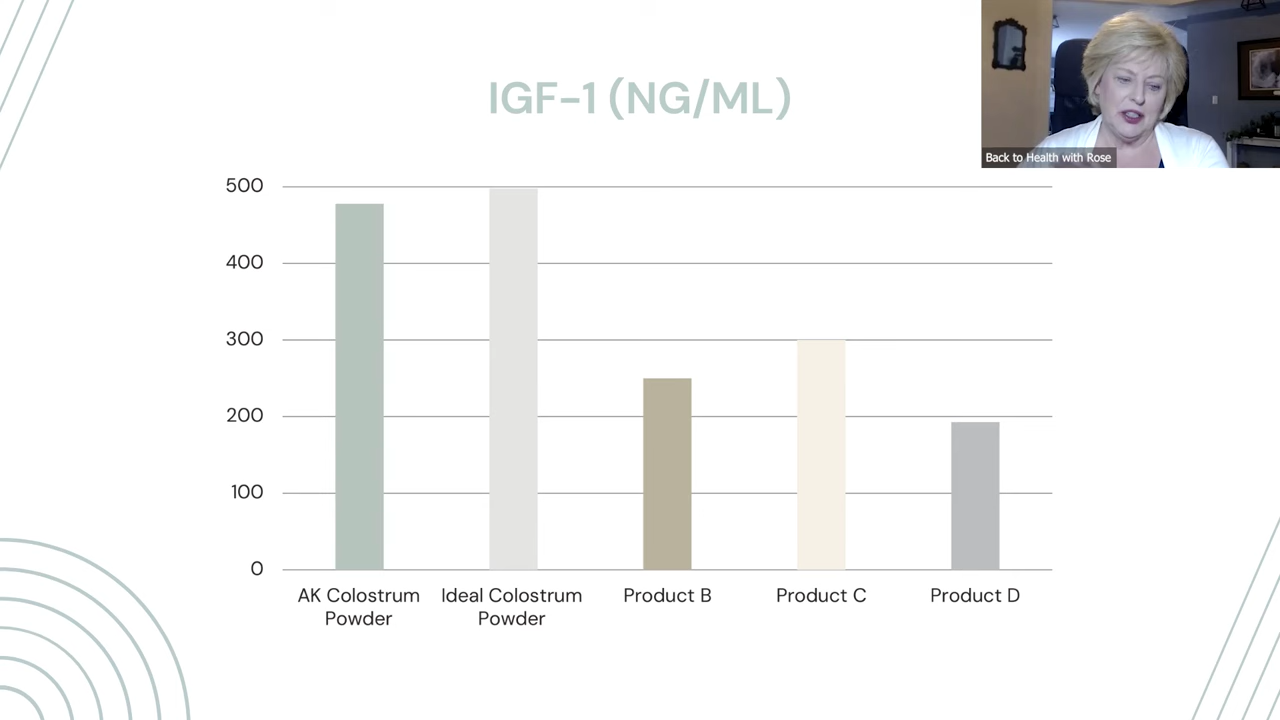 IGF-1 (NG/ML)
Back to Health with Rose
500
400
300
200
100
0
AK Colostrum
Powder
Ideal Colostrum
Powder
Product B
Product C
Product D